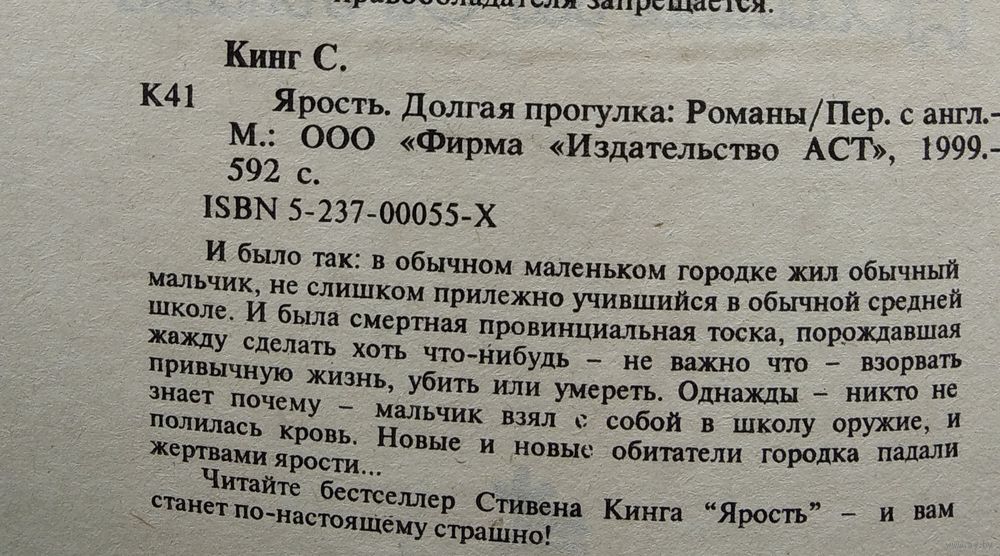 правообладателя запрещается.
Кинг С.
К41 Ярость. Долгая прогулка: Романы/Пер. с англ.-
М.: ООО «Фирма «Издательство АСТ», 1999.-
592 с.
ISBN 5-237-00055-X
И было так: в обычном маленьком городке жил обычный
мальчик, не слишком прилежно учившийся в обычной средней
школе. И была смертная провинциальная тоска, порождавшая
жажду сделать хоть что-нибудь – не важно что – взорвать
привычную жизнь, убить или умереть. Однажды – никто не
знает почему – мальчик взял с собой в школу оружие, и
полилась кровь. Новые и новые обитатели городка падали
жертвами ярости...
Читайте бестселлер Стивена Кинга "Ярость" – и вам
станет по-настоящему страшно!